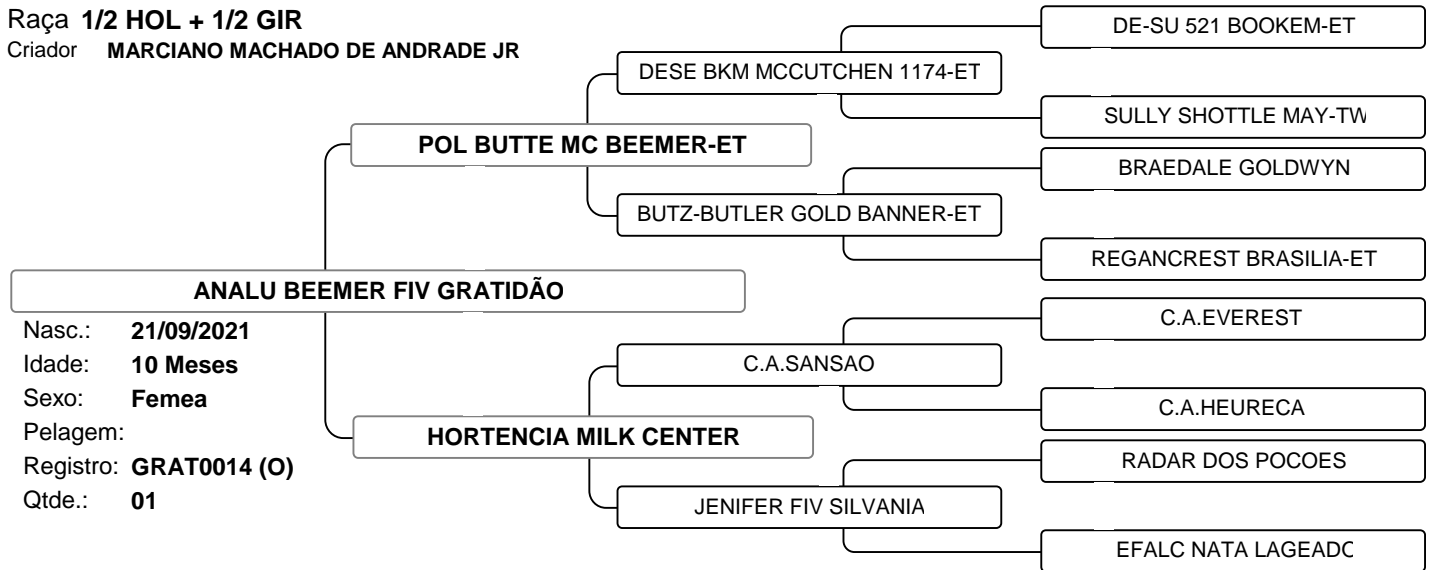 Raça 1/2 HOL + 1/2 GIR
Criador MARCIANO MACHADO DE ANDRADE JR
DE-SU 521 BOOKEM-ET
DESE BKM MCCUTCHEN 1174-ET
SULLY SHOTTLE MAY-TW
POL BUTTE MC BEEMER-ET
BRAEDALE GOLDWYN
BUTZ-BUTLER GOLD BANNER-ET
REGANCREST BRASILIA-ET
ANALU BEEMER FIV GRATIDÃO
Nasc.: 21/09/2021
Idade: 10 Meses
Sexo: Femea
Pelagem:
Registro: GRAT0014 (O)
Qtde.: 01
C.A.EVEREST
C.A.SANSAO
C.A.HEURECA
HORTENCIA MILK CENTER
RADAR DOS POCOES
JENIFER FIV SILVANIA
EFALC NATA LAGEADO